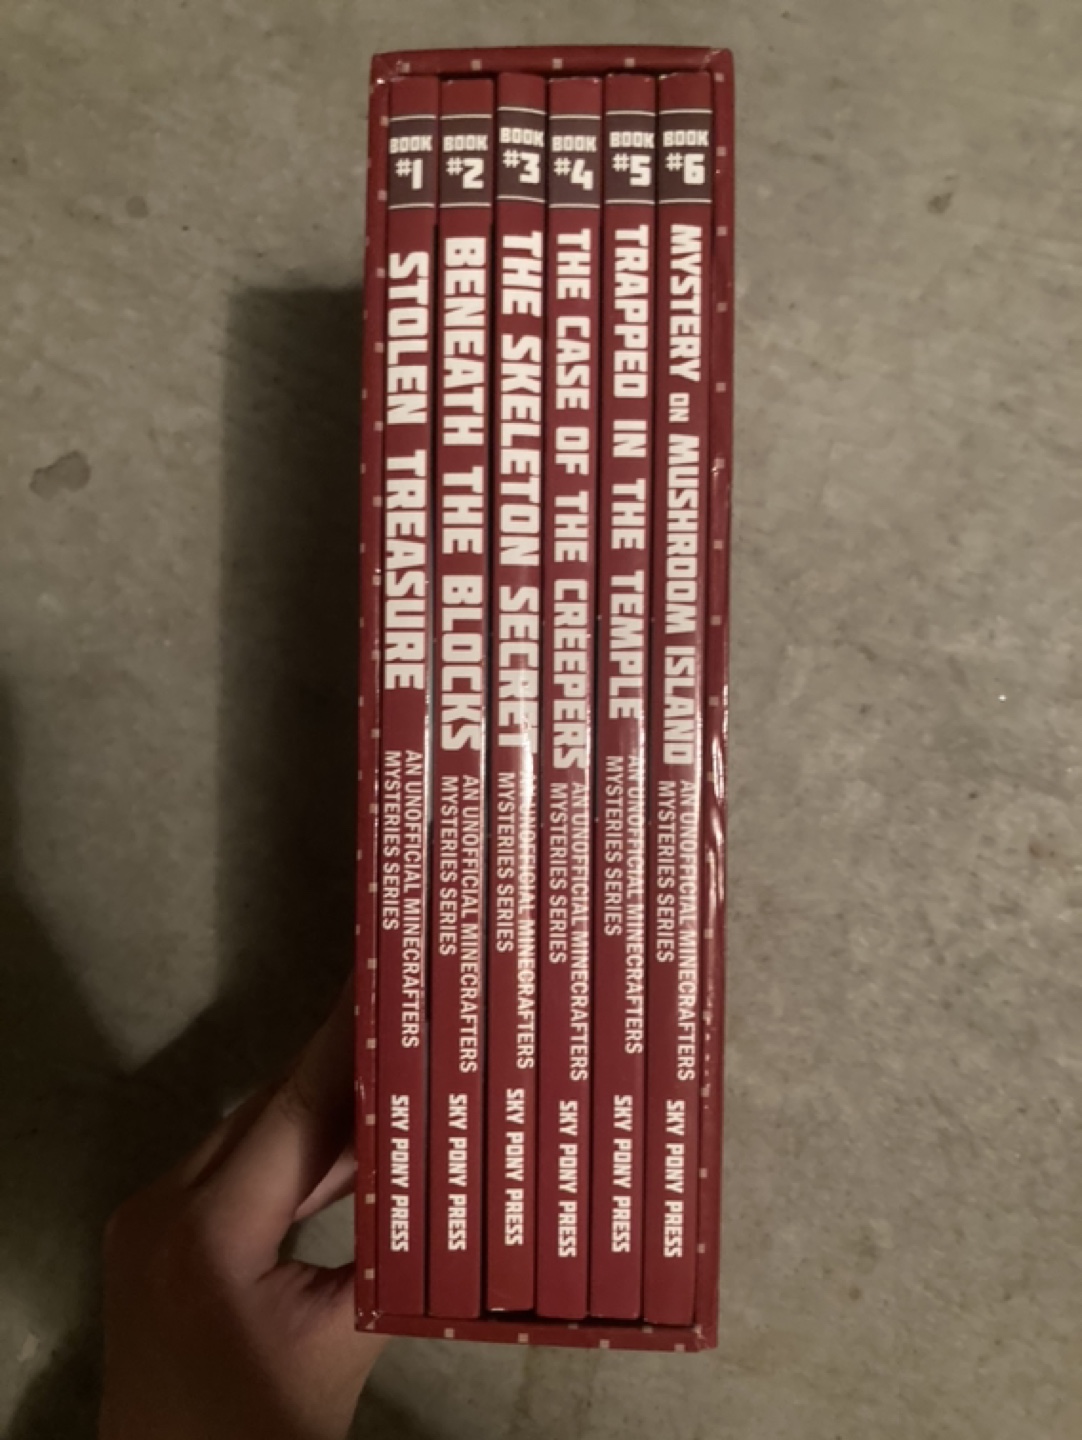 BOOK
#1
STOLEN TREASURE
AN UNOFFICIAL MINECRAFTERS
MYSTERIES SERIES
SKY PONY PRESS
BOOK
#2
BENEATH THE BLOCKS
AN UNOFFICIAL MINECRAFTERS
MYSTERIES SERIES
SKY PONY PRESS
BOOK
#3
THE SKELETON SECRET
AN UNOFFICIAL MINECRAFTERS
MYSTERIES SERIES
SKY PONY PRESS
BOOK
#4
THE CASE OF THE CREEPERS
AN UNOFFICIAL MINECRAFTERS
MYSTERIES SERIES
SKY PONY PRESS
BOOK
#5
TRAPPED IN THE TEMPLE
AN UNOFFICIAL MINECRAFTERS
MYSTERIES SERIES
SKY PONY PRESS
BOOK
#6
MYSTERY ON MUSHROOM ISLAND
AN UNOFFICIAL MINECRAFTERS
MYSTERIES SERIES
SKY PONY PRESS